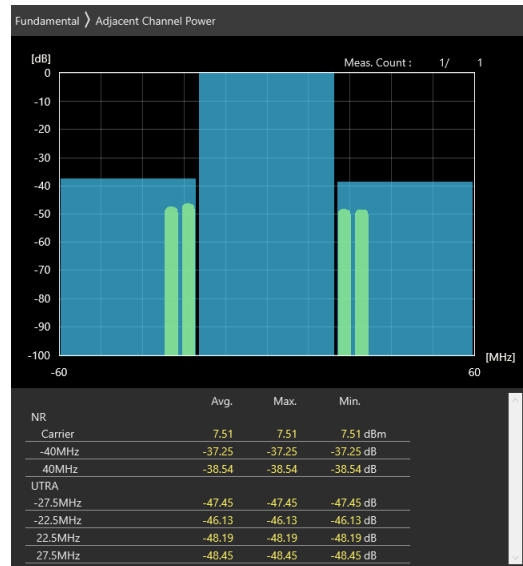 Fundamental 〉 Adjacent Channel Power
[dB]
Meas. Count : 1/ 1
0
-10
-20
-30
-40
-50
-60
-70
-80
-90
-100
[MHz]
-60 60
Avg. Max. Min.
NR
Carrier 7.51 7.51 7.51 dBm
-40MHz -37.25 -37.25 -37.25 dB
40MHz -38.54 -38.54 -38.54 dB
UTRA
-27.5MHz -47.45 -47.45 -47.45 dB
-22.5MHz -46.13 -46.13 -46.13 dB
22.5MHz -48.19 -48.19 -48.19 dB
27.5MHz -48.45 -48.45 -48.45 dB